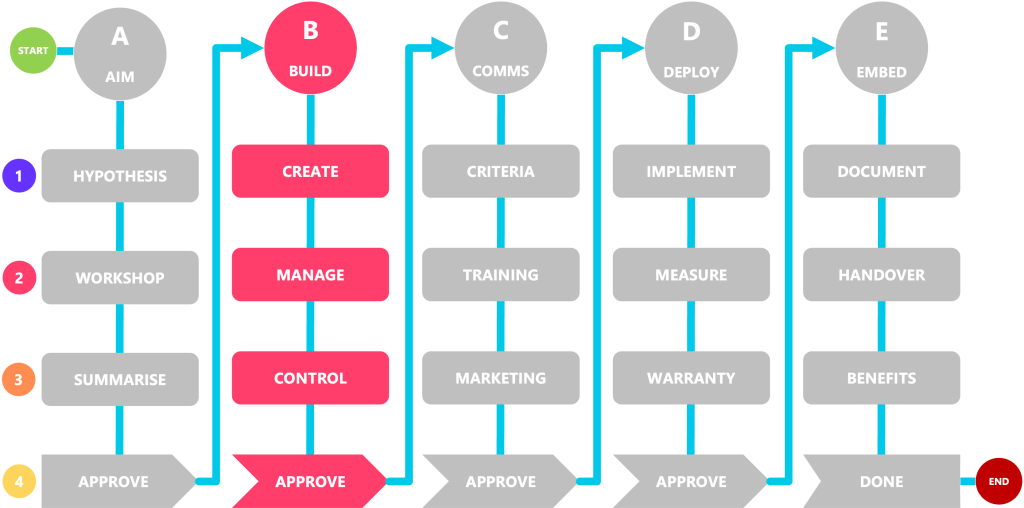 START
A
AIM
B
BUILD
C
COMMS
D
DEPLOY
E
EMBED
1
HYPOTHESIS
CREATE
CRITERIA
IMPLEMENT
DOCUMENT
2
WORKSHOP
MANAGE
TRAINING
MEASURE
HANDOVER
3
SUMMARISE
CONTROL
MARKETING
WARRANTY
BENEFITS
4
APPROVE
APPROVE
APPROVE
APPROVE
DONE
END